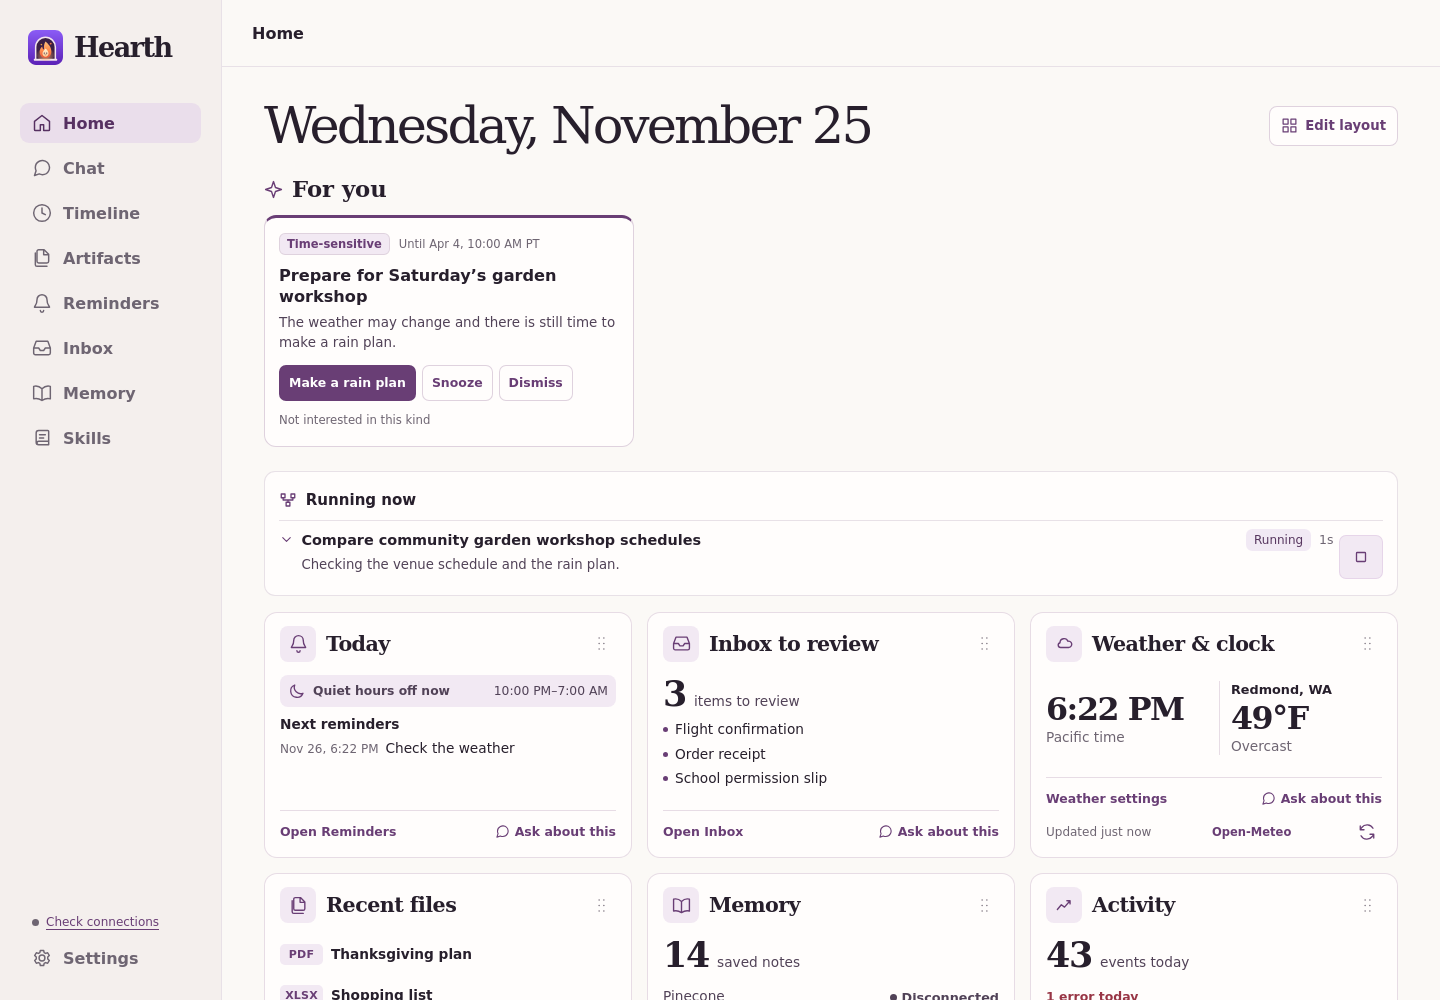 Hearth
Home
Chat
Timeline
Artifacts
Reminders
Inbox
Memory
Skills
Check connections
Settings
Home
Wednesday, November 25
Edit layout
For you
Time-sensitive Until Apr 4, 10:00 AM PT
Prepare for Saturday’s garden
workshop
The weather may change and there is still time to
make a rain plan.
Make a rain plan Snooze Dismiss
Not interested in this kind
Running now
Compare community garden workshop schedules Running 1s
Checking the venue schedule and the rain plan.
Today
Quiet hours off now 10:00 PM–7:00 AM
Next reminders
Nov 26, 6:22 PM Check the weather
Open Reminders Ask about this
Inbox to review
3 items to review
Flight confirmation
Order receipt
School permission slip
Open Inbox Ask about this
Weather & clock
6:22 PM
Pacific time
Redmond, WA
49°F
Overcast
Weather settings Ask about this
Updated just now Open-Meteo
Recent files
PDF Thanksgiving plan
XLSX Shopping list
Memory
14 saved notes
Pinecone Disconnected
Activity
43 events today
1 error today